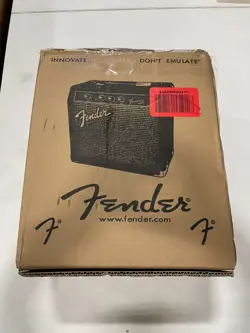 INNOVATE... DON'T EMULATE
Fender
Fender
www.fender.com
F F